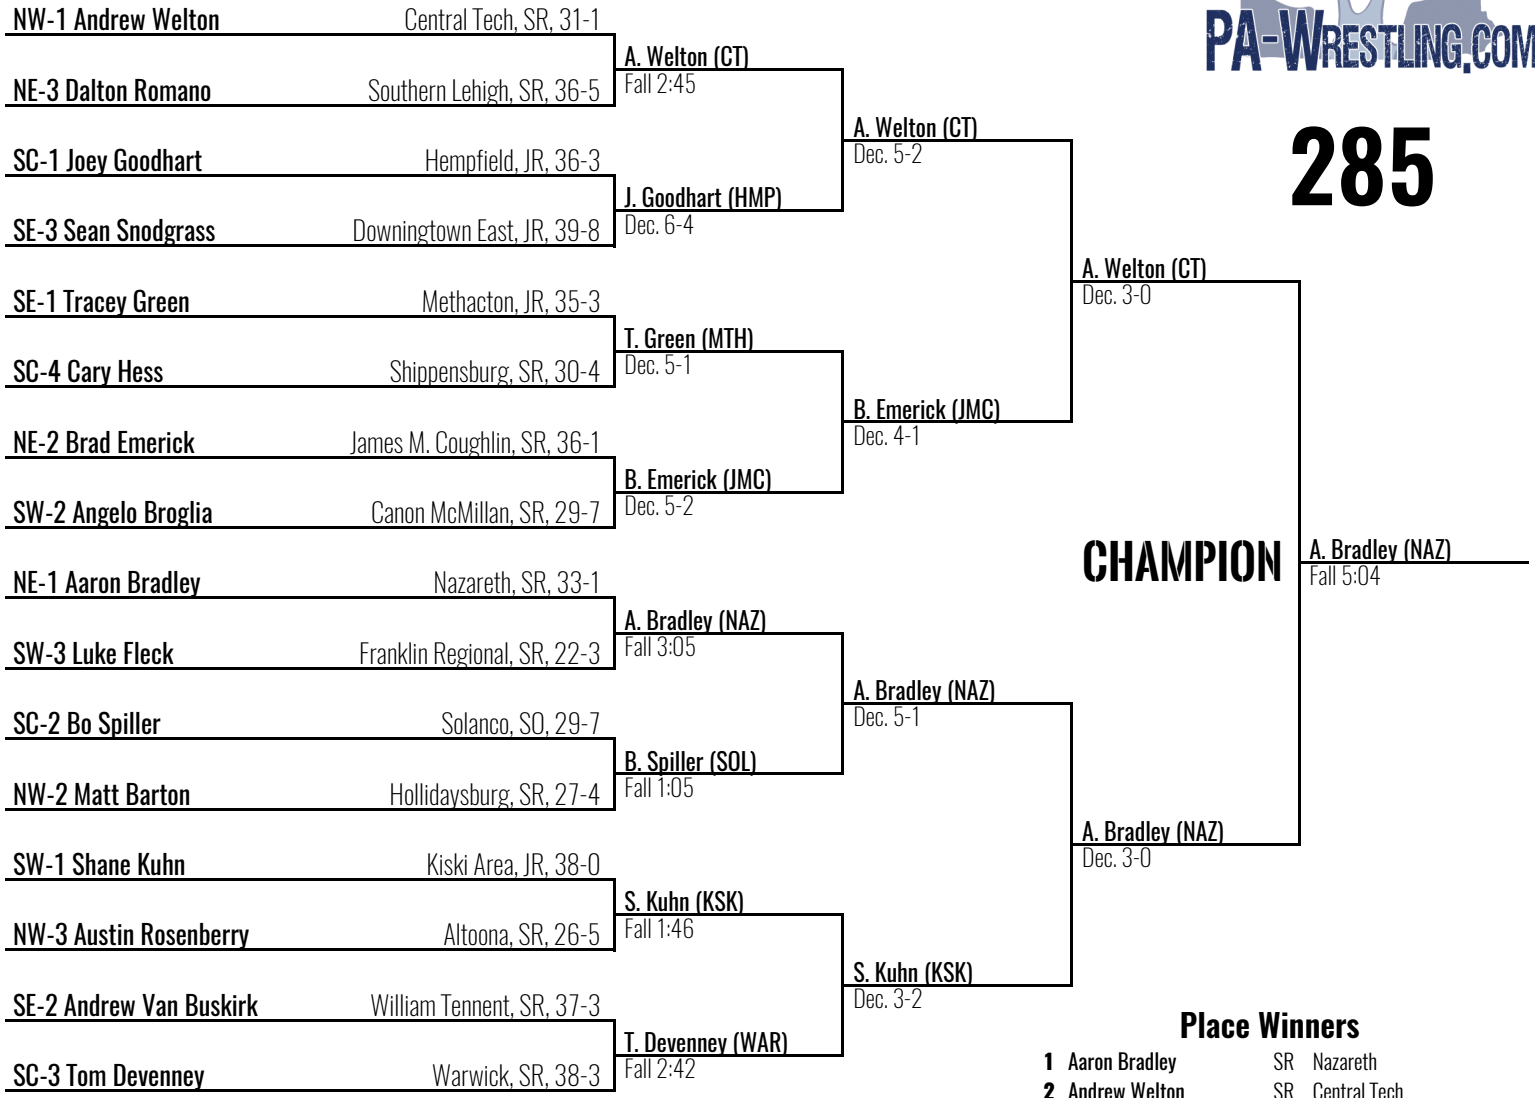 PA-WRESTLING.COM
285
NW-1 Andrew Welton Central Tech, SR, 31-1
NE-3 Dalton Romano Southern Lehigh, SR, 36-5
SC-1 Joey Goodhart Hempfield, JR, 36-3
SE-3 Sean Snodgrass Downingtown East, JR, 39-8
SE-1 Tracey Green Methacton, JR, 35-3
SC-4 Cary Hess Shippensburg, SR, 30-4
NE-2 Brad Emerick James M. Coughlin, SR, 36-1
SW-2 Angelo Broglia Canon McMillan, SR, 29-7
NE-1 Aaron Bradley Nazareth, SR, 33-1
SW-3 Luke Fleck Franklin Regional, SR, 22-3
SC-2 Bo Spiller Solanco, SO, 29-7
NW-2 Matt Barton Hollidaysburg, SR, 27-4
SW-1 Shane Kuhn Kiski Area, JR, 38-0
NW-3 Austin Rosenberry Altoona, SR, 26-5
SE-2 Andrew Van Buskirk William Tennent, SR, 37-3
SC-3 Tom Devenney Warwick, SR, 38-3
A. Welton (CT)
Fall 2:45
J. Goodhart (HMP)
Dec. 6-4
T. Green (MTH)
Dec. 5-1
B. Emerick (JMC)
Dec. 5-2
A. Bradley (NAZ)
Fall 3:05
B. Spiller (SOL)
Fall 1:05
S. Kuhn (KSK)
Fall 1:46
T. Devenney (WAR)
Fall 2:42
A. Welton (CT)
Dec. 5-2
B. Emerick (JMC)
Dec. 4-1
A. Bradley (NAZ)
Dec. 5-1
S. Kuhn (KSK)
Dec. 3-2
A. Welton (CT)
Dec. 3-0
A. Bradley (NAZ)
Dec. 3-0
CHAMPION
A. Bradley (NAZ)
Fall 5:04
Place Winners
1 Aaron Bradley SR Nazareth
2 Andrew Welton SR Central Tech